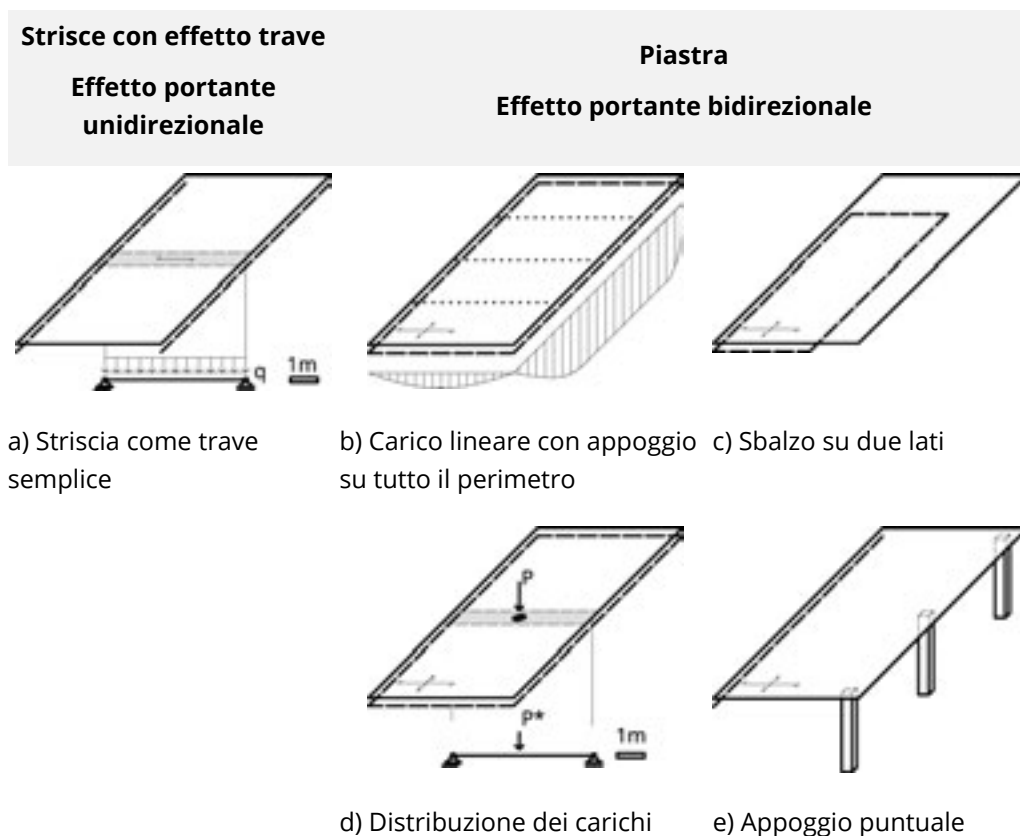 Strisce con effetto trave
Effetto portante
unidirezionale
Piastra
Effetto portante bidirezionale
q
1m
a) Striscia come trave
semplice
b) Carico lineare con appoggio
su tutto il perimetro
c) Sbalzo su due lati
P
P*
1m
d) Distribuzione dei carichi
e) Appoggio puntuale